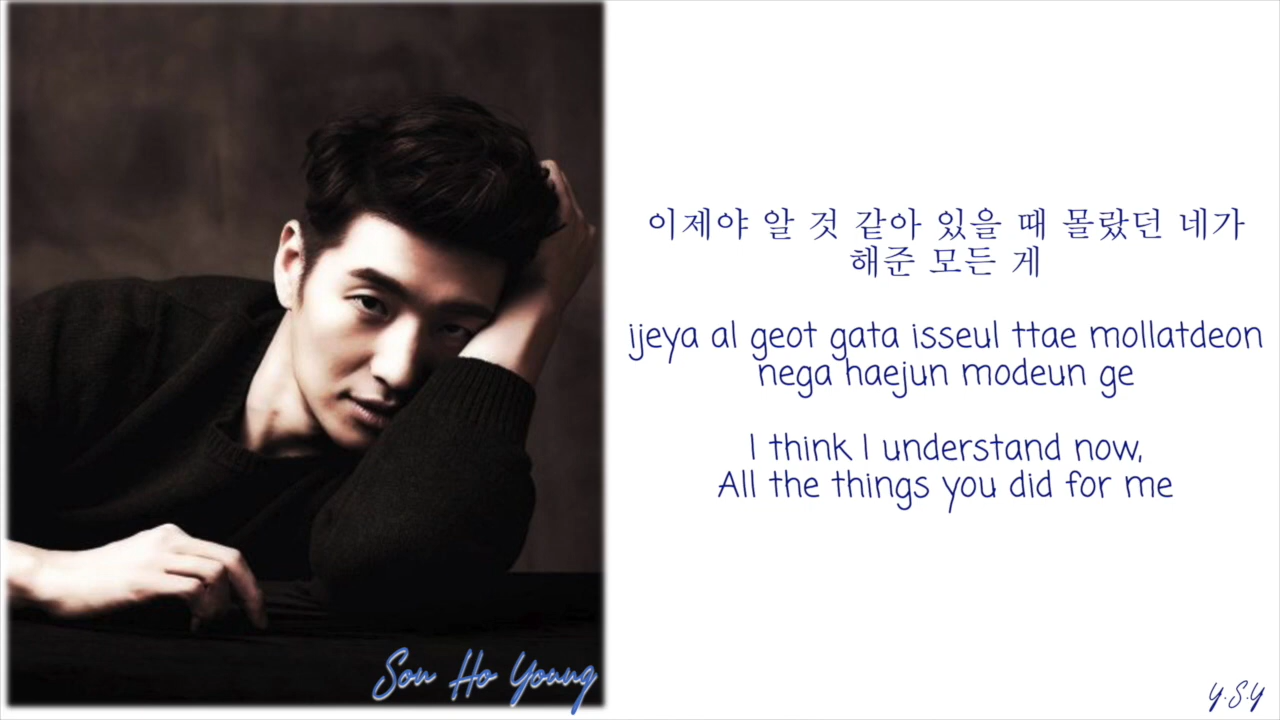 이제야 알 것 같아 있을 때 몰랐던 네가
해준 모든 게
ijeya al geot gata isseul ttae mollatdeon
nega haejun modeun ge
I think I understand now,
All the things you did for me
Son Ho Young
Y.S.Y